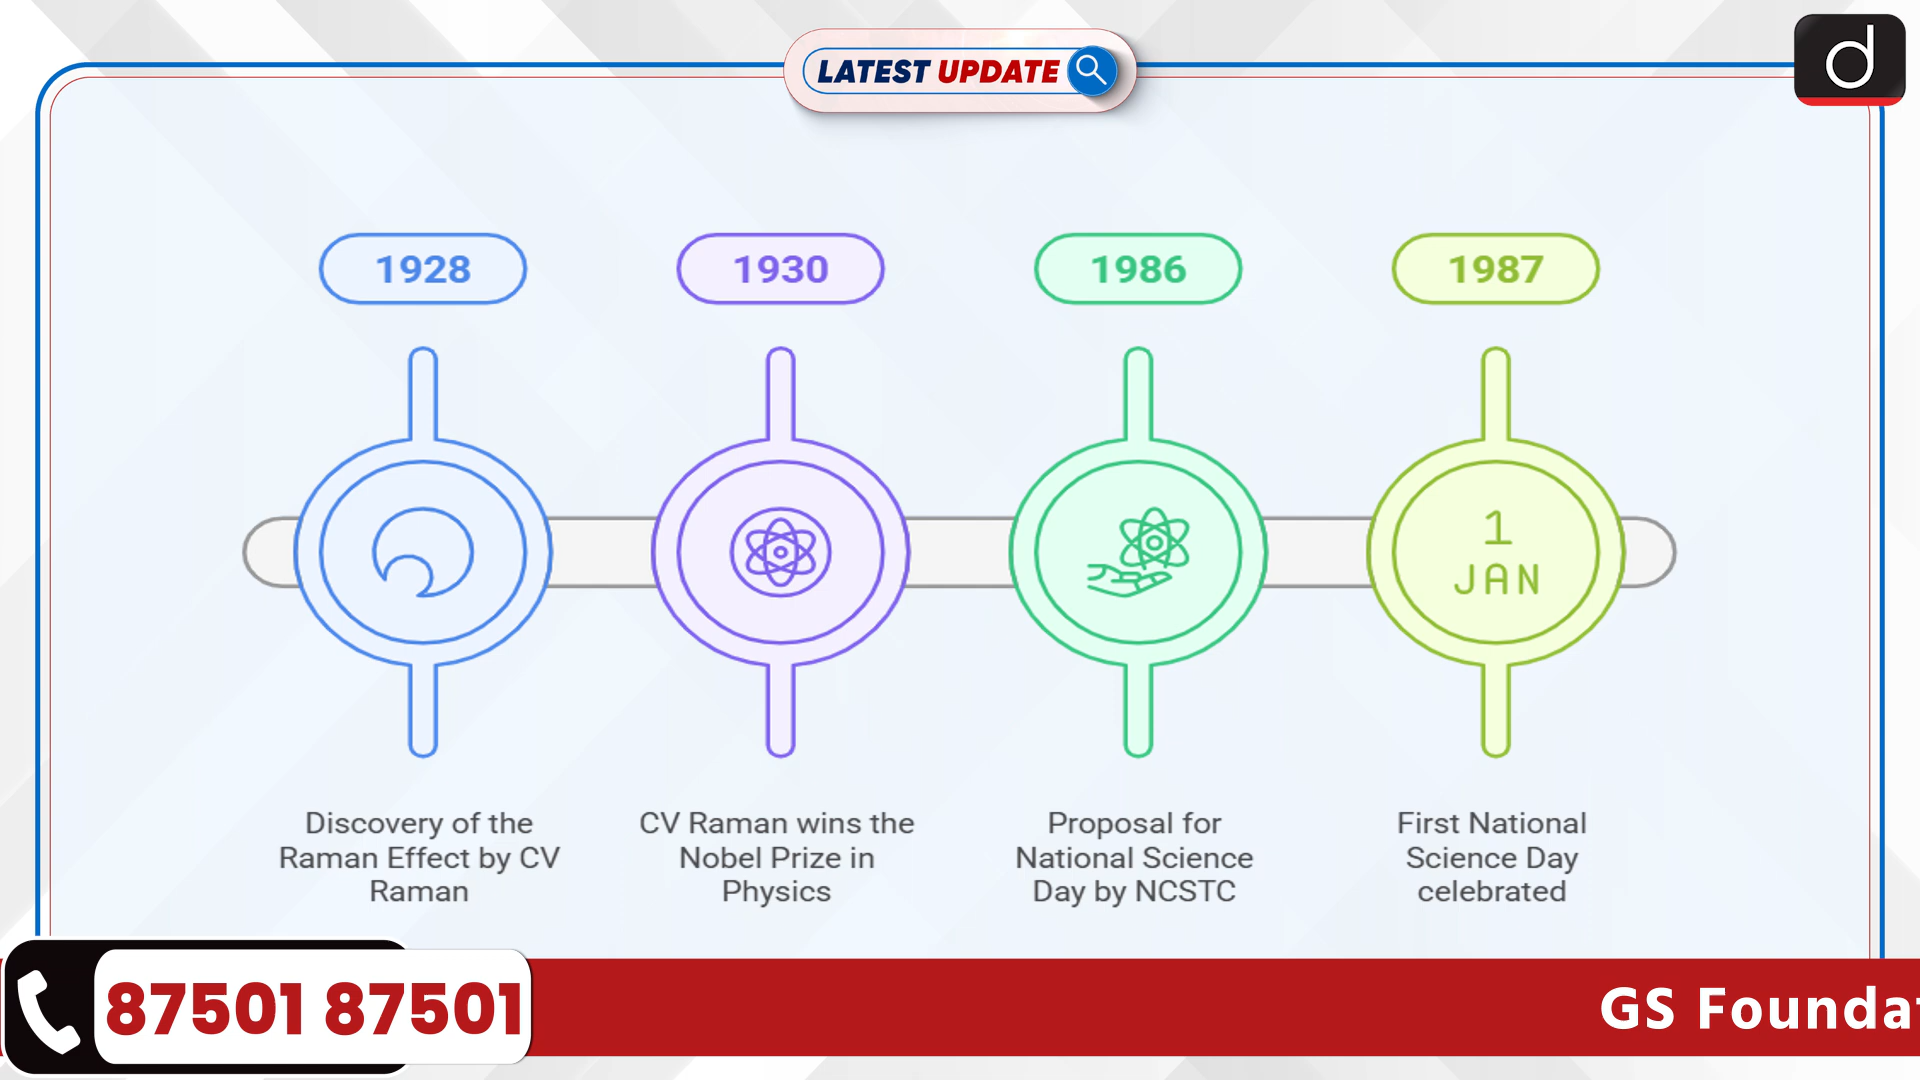 LATEST UPDATE
d
1928
1930
1986
1987
1
JAN
Discovery of the
Raman Effect by CV
Raman
CV Raman wins the
Nobel Prize in
Physics
Proposal for
National Science
Day by NCSTC
First National
Science Day
celebrated
87501 87501
GS Foundat